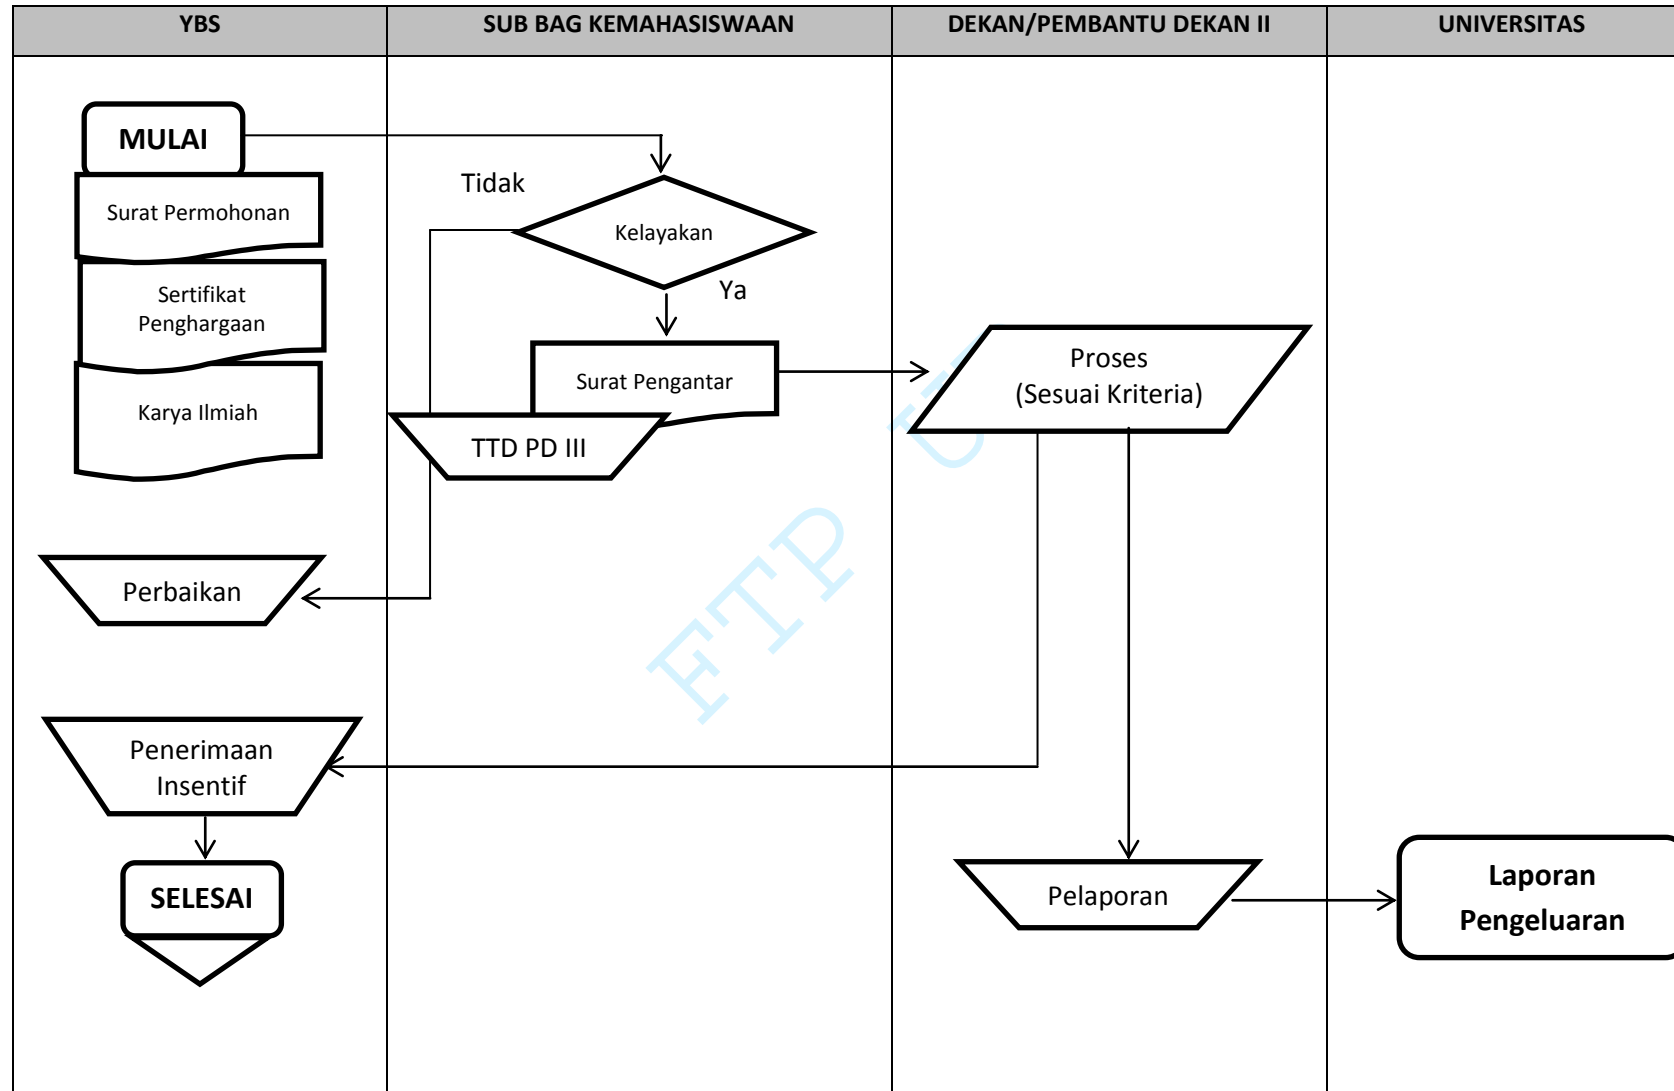 YBS
SUB BAG KEMAHASISWAAN
DEKAN/PEMBANTU DEKAN II
UNIVERSITAS
MULAI
Surat Permohonan
Sertifikat
Penghargaan
Karya Ilmiah
Tidak
Kelayakan
Ya
Surat Pengantar
TTD PD III
Proses
(Sesuai Kriteria)
Perbaikan
Penerimaan
Insentif
SELESAI
Pelaporan
Laporan
Pengeluaran
FTP